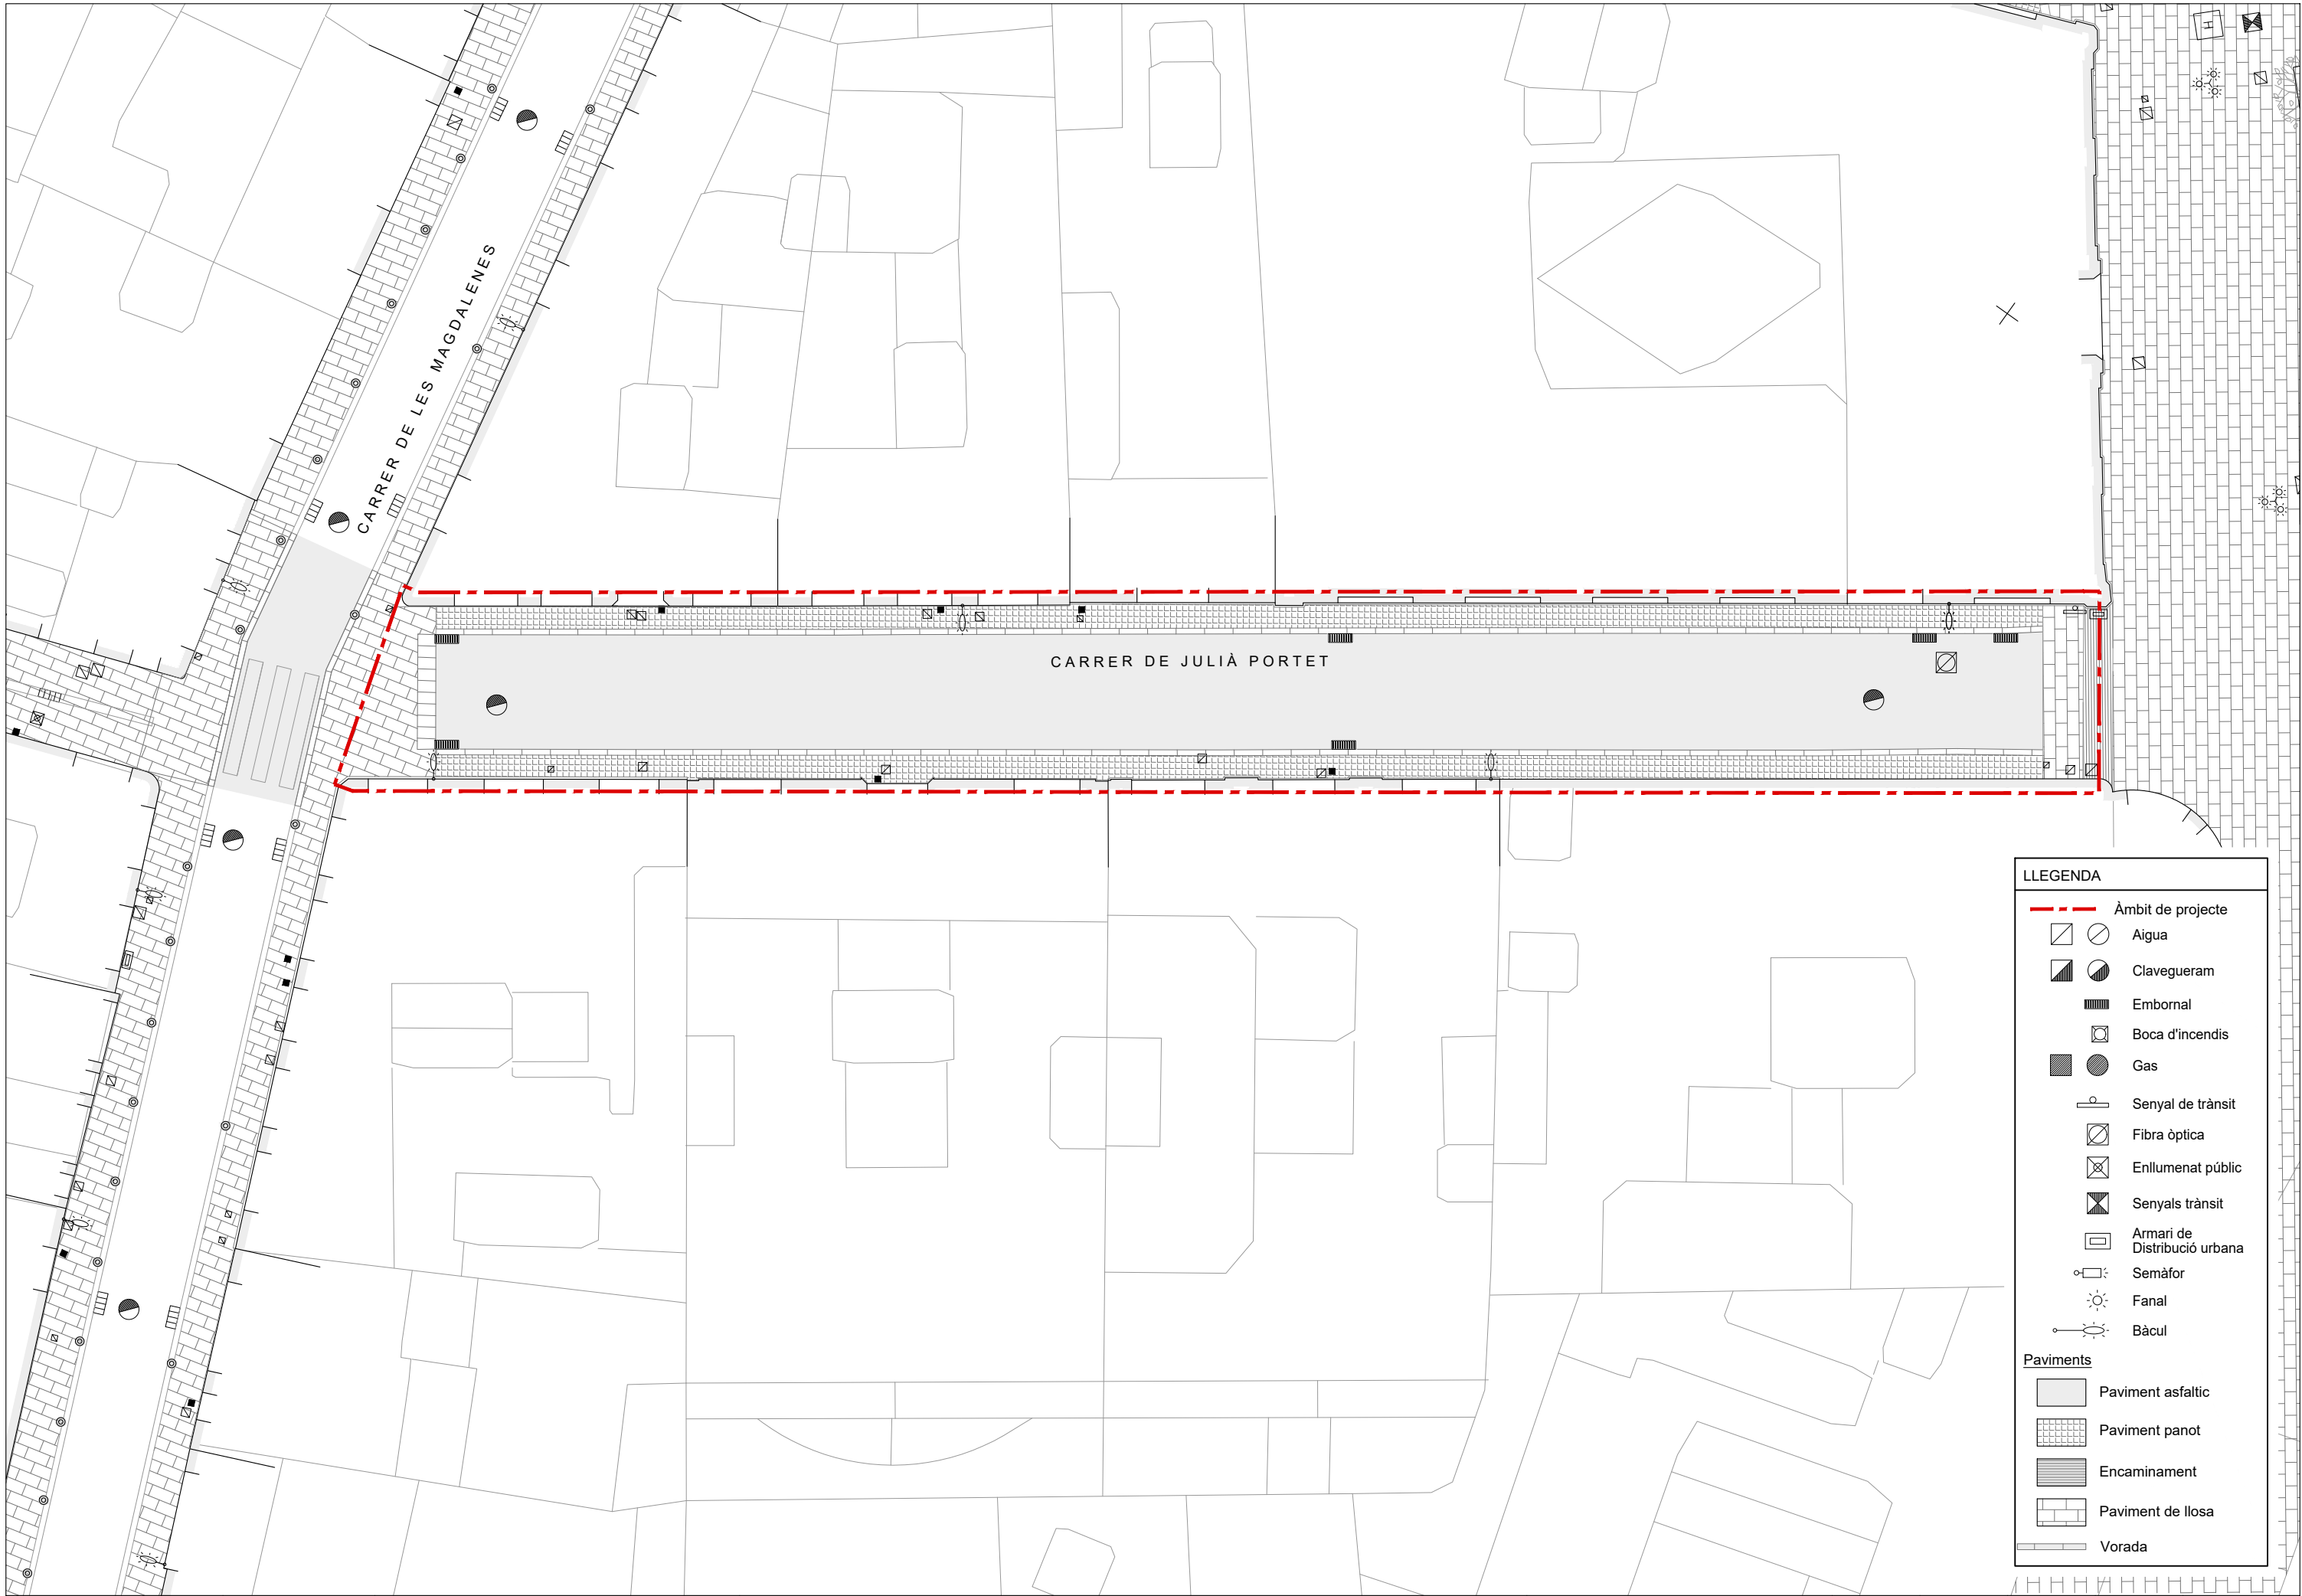 CARRER DE LES MAGDALENES
H
CARRER DE JULIÀ PORTET
LLEGENDA
Àmbit de projecte
Aigua
Clavegueram
Embornal
Boca d'incendis
Gas
Senyal de trànsit
Fibra òptica
Enllumenat públic
Senyals trànsit
Armari de
Distribució urbana
Semàfor
Fanal
Bàcul
Paviments
Paviment asfaltic
Paviment panot
Encaminament
Paviment de llosa
Vorada